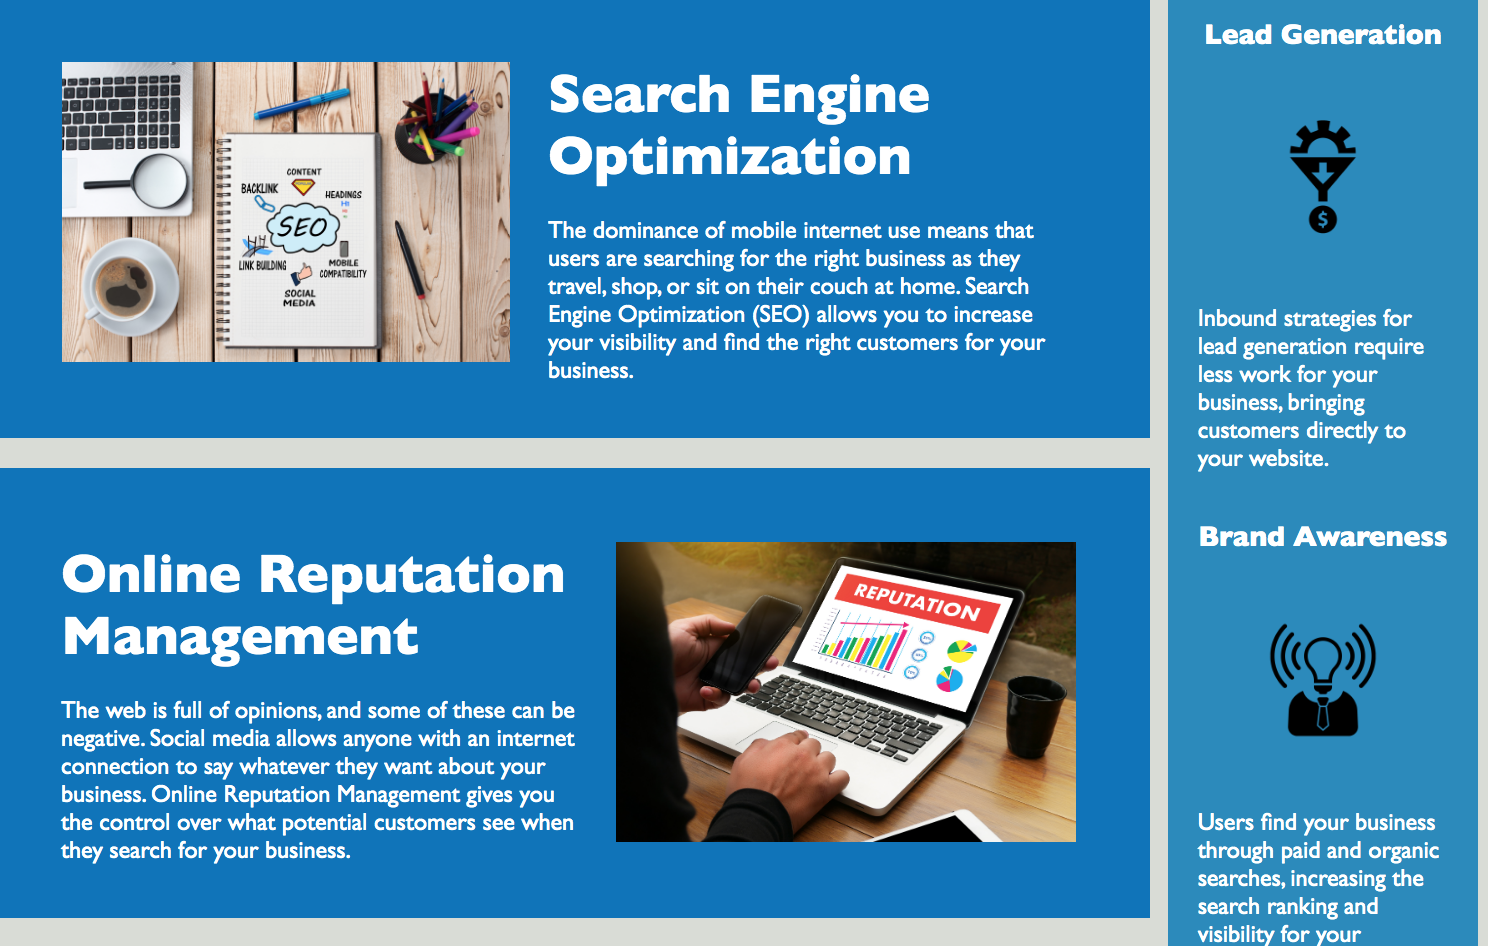 Search Engine
Optimization
The dominance of mobile internet use means that
users are searching for the right business as they
travel, shop, or sit on their couch at home. Search
Engine Optimization (SEO) allows you to increase
your visibility and find the right customers for your
business.
CONTENT
BACKLINK
HEADINGS
SEO
LINK BUILDING
MOBILE
COMPATIBILITY
SOCIAL
MEDIA
Online Reputation
Management
The web is full of opinions, and some of these can be
negative. Social media allows anyone with an internet
connection to say whatever they want about your
business. Online Reputation Management gives you
the control over what potential customers see when
they search for your business.
REPUTATION
Lead Generation
$
Inbound strategies for
lead generation require
less work for your
business, bringing
customers directly to
your website.
Brand Awareness
Users find your business
through paid and organic
searches, increasing the
search ranking and
visibility for your